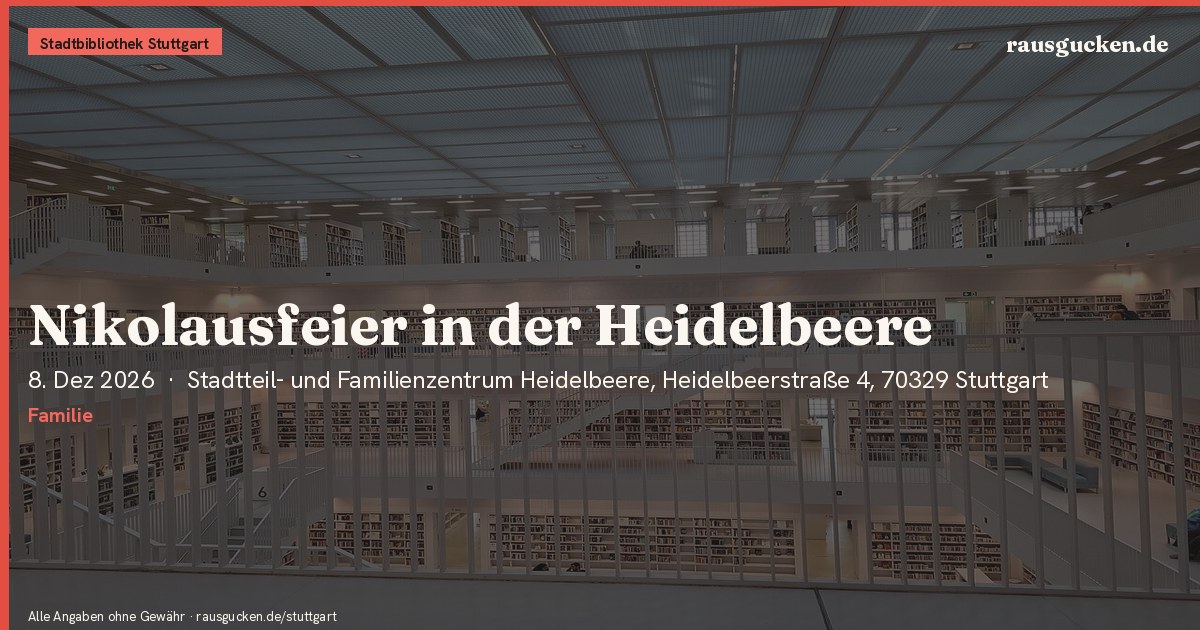 Stadtbibliothek Stuttgart
rausgucken.de
Nikolausfeier in der Heidelbeere
8. Dez 2026 · Stadtteil- und Familienzentrum Heidelbeere, Heidelbeerstraße 4, 70329 Stuttgart
Familie
6
Alle Angaben ohne Gewähr · rausgucken.de/stuttgart